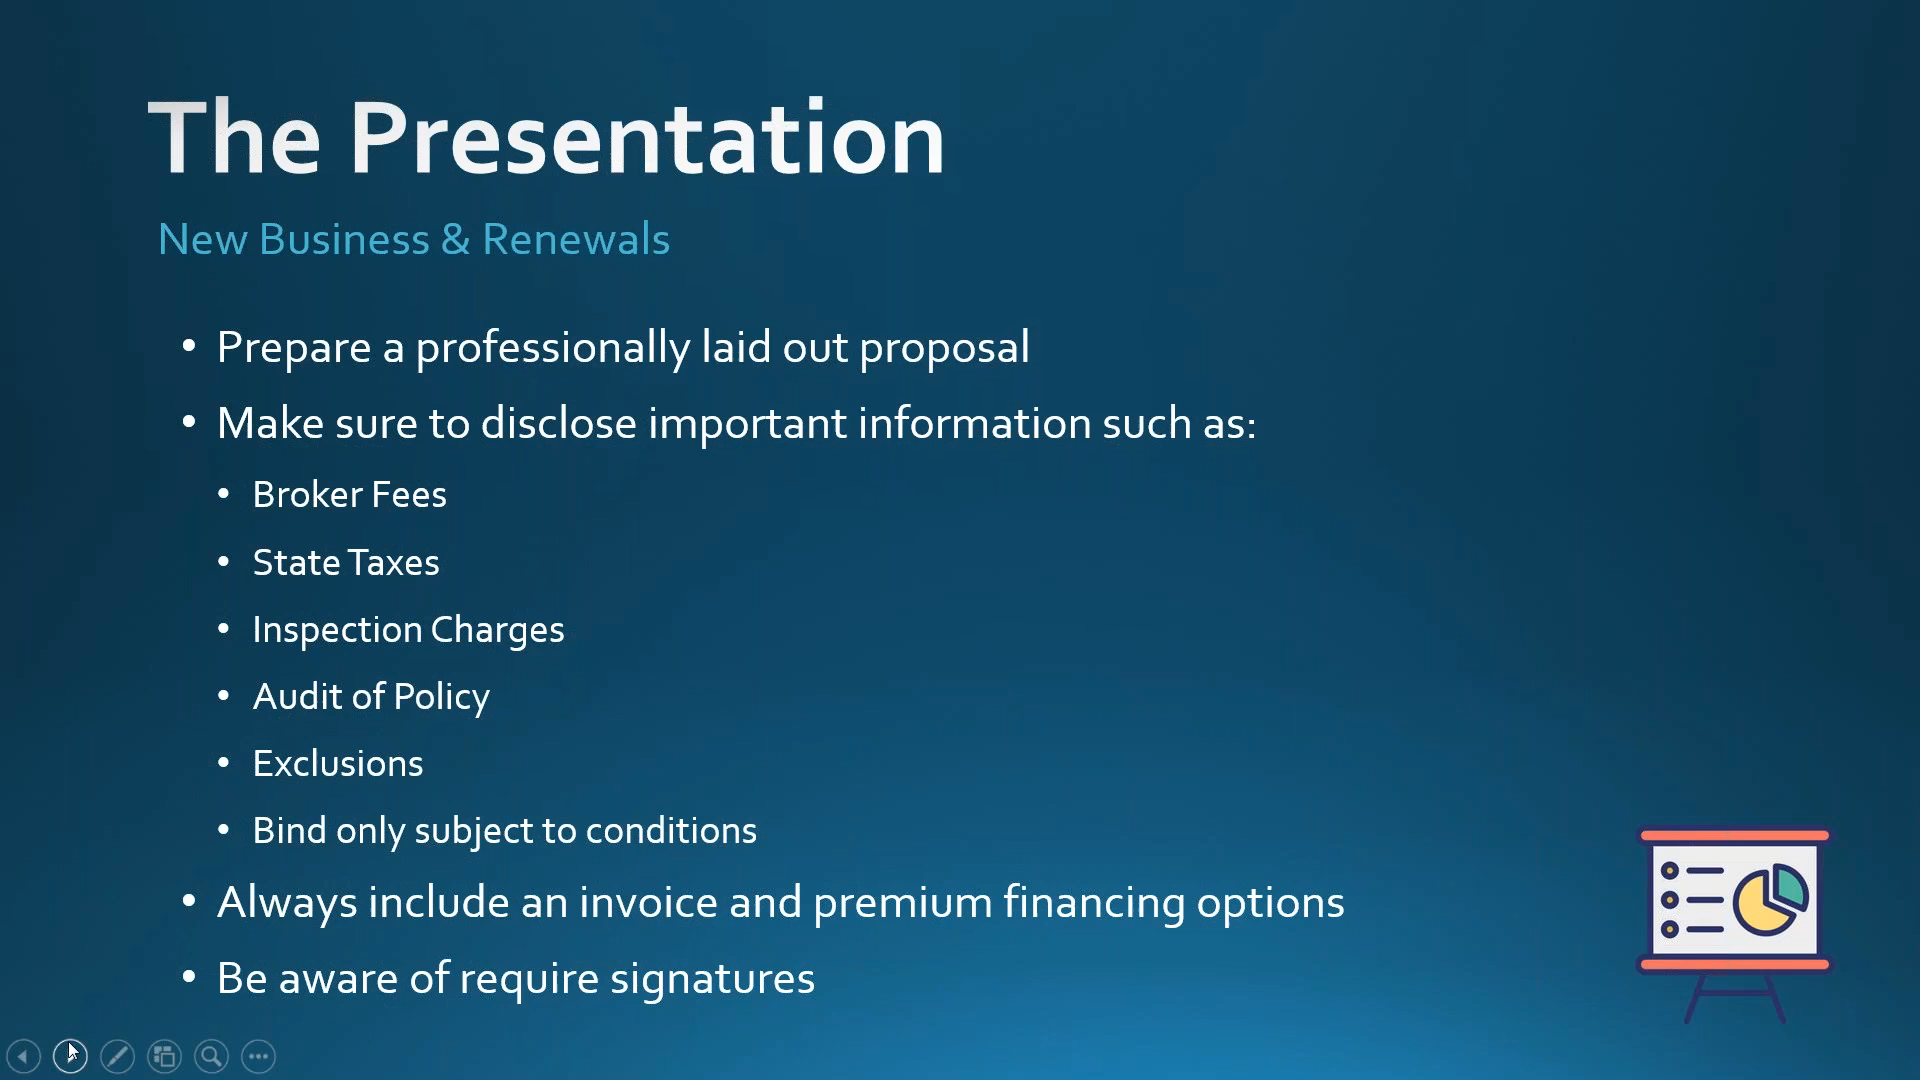 The Presentation
New Business & Renewals
• Prepare a professionally laid out proposal
• Make sure to disclose important information such as:
• Broker Fees
• State Taxes
• Inspection Charges
• Audit of Policy
• Exclusions
• Bind only subject to conditions
• Always include an invoice and premium financing options
• Be aware of require signatures